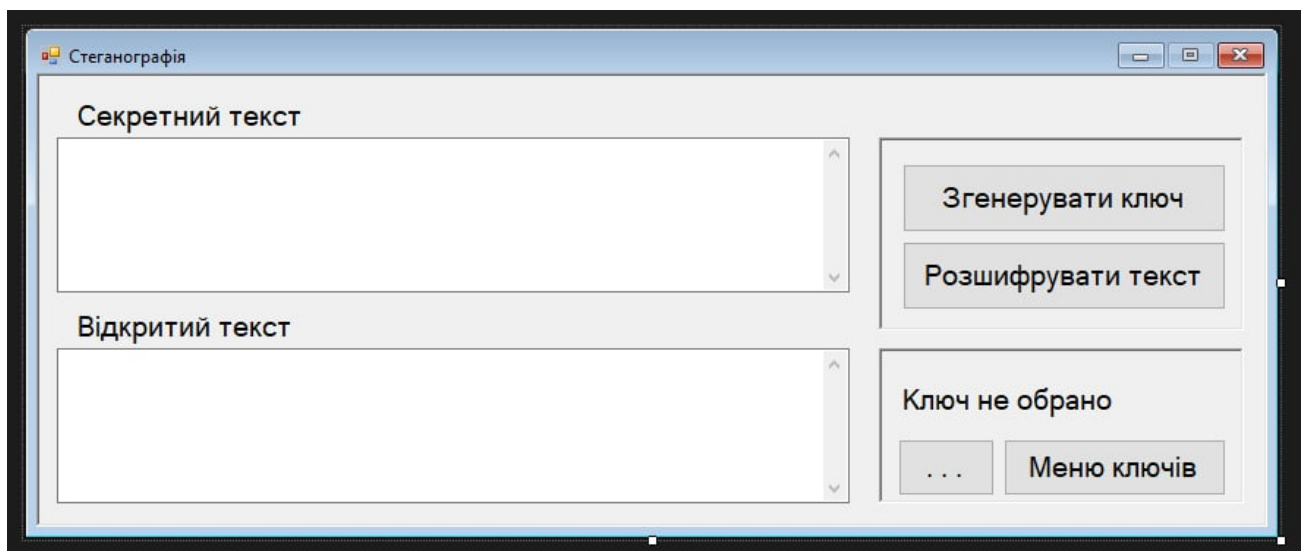 Стеганографія
Секретний текст
Згенерувати ключ
Розшифрувати текст
Відкритий текст
Ключ не обрано
. . .
Меню ключів